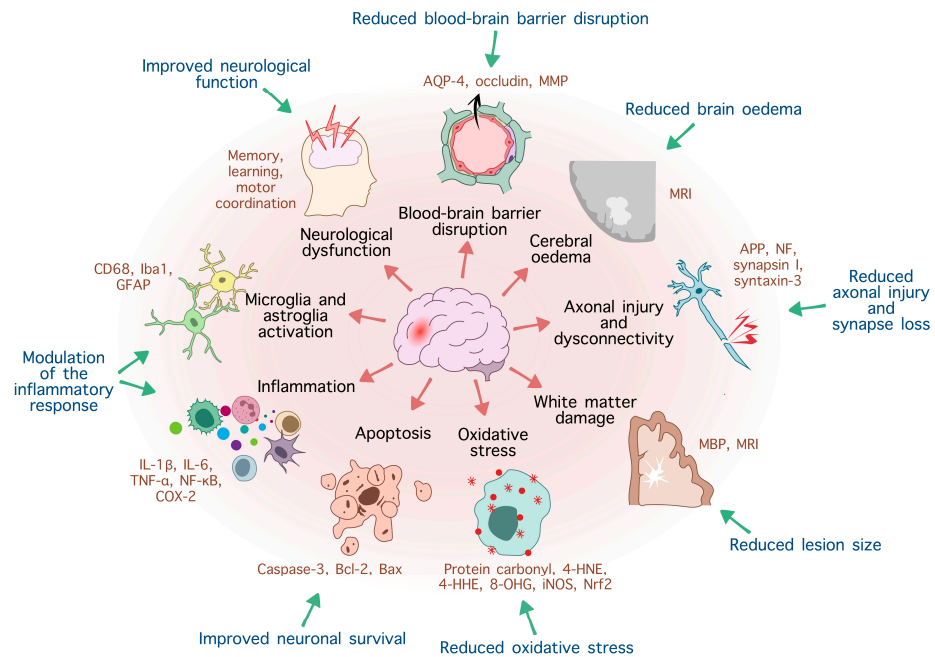 Reduced blood-brain barrier disruption
AQP-4, occludin, MMP
Improved neurological
function
Reduced brain oedema
Memory,
learning,
motor
coordination
MRI
Blood-brain barrier
disruption
Neurological
dysfunction
Cerebral
oedema
CD68, Iba1,
GFAP
APP, NF,
synapsin I,
syntaxin-3
Reduced
axonal injury
and
synapse loss
Microglia and
astroglia
activation
Axonal injury
and
dysconnectivity
Modulation
of the
inflammatory
response
Inflammation
White matter
damage
Apoptosis
Oxidative
stress
MBP, MRI
IL-1β, IL-6,
TNF-α, NF-κB,
COX-2
Reduced lesion size
Caspase-3, Bcl-2, Bax
Protein carbonyl, 4-HNE,
4-HHE, 8-OHG, iNOS, Nrf2
Improved neuronal survival
Reduced oxidative stress